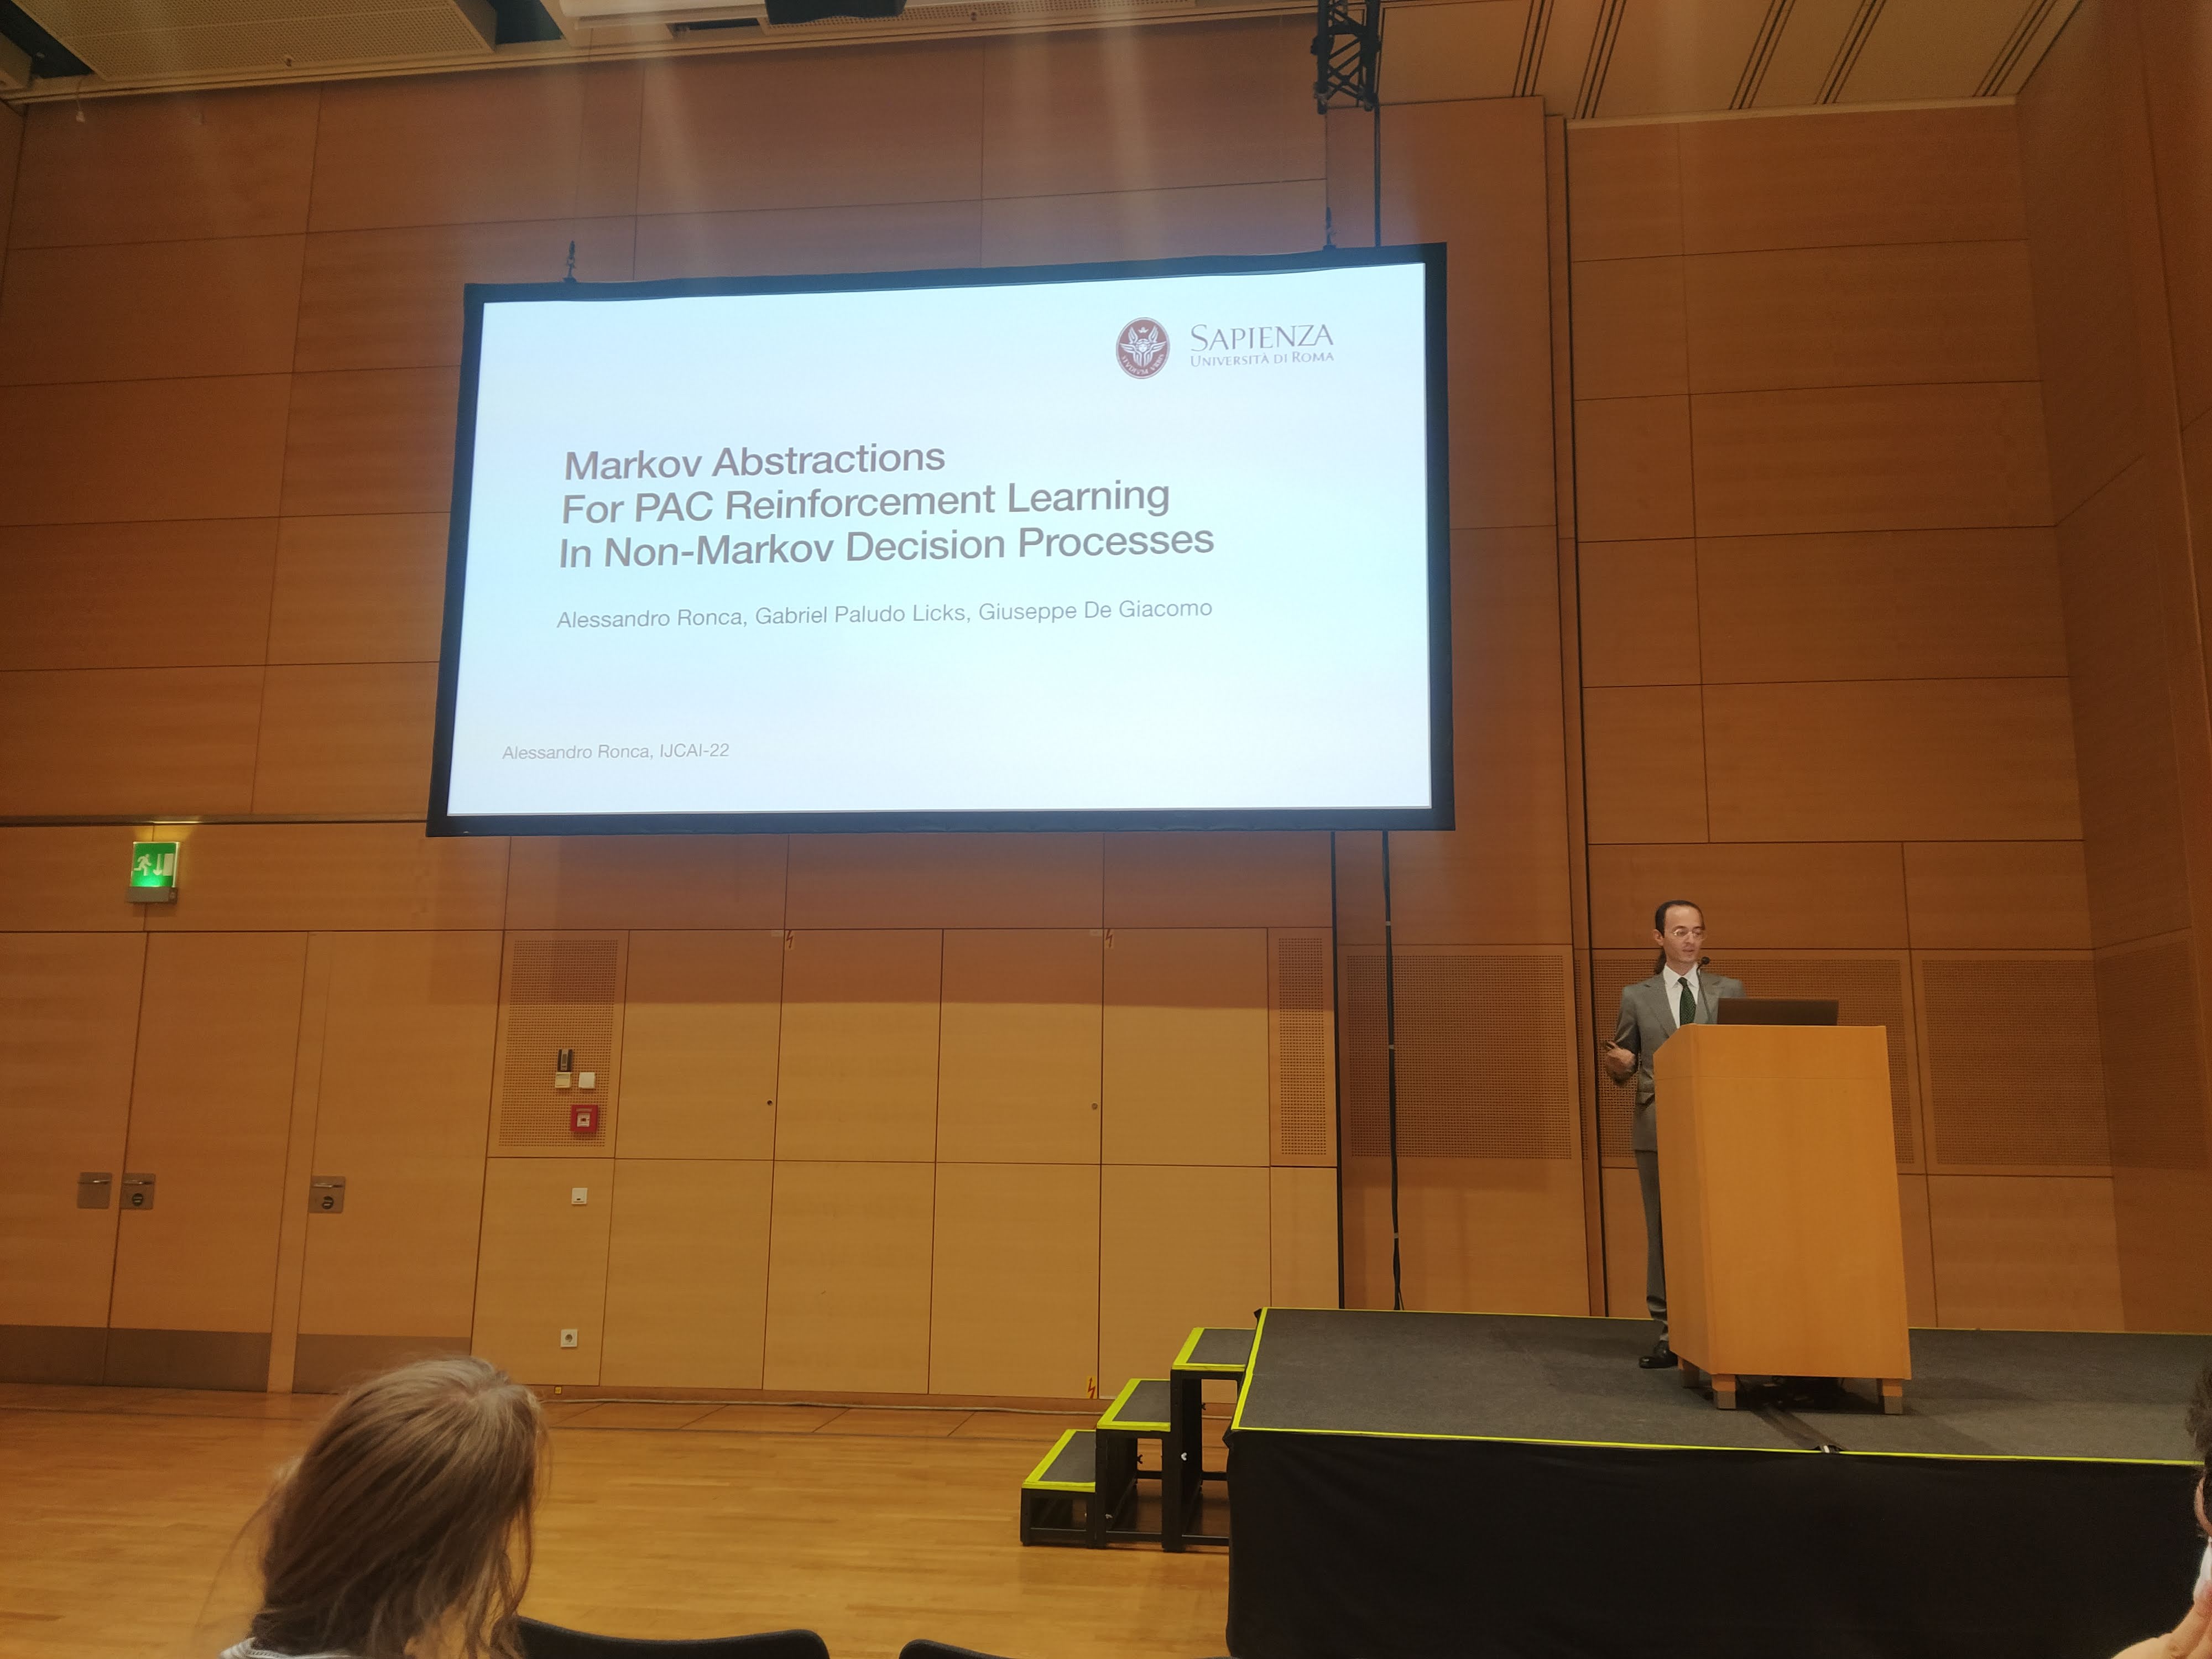 SAPIENZA
UNIVERSITÀ DI ROMA
Markov Abstractions
For PAC Reinforcement Learning
In Non-Markov Decision Processes
Alessandro Ronca, Gabriel Paludo Licks, Giuseppe De Giacomo
Alessandro Ronca, IJCAI-22